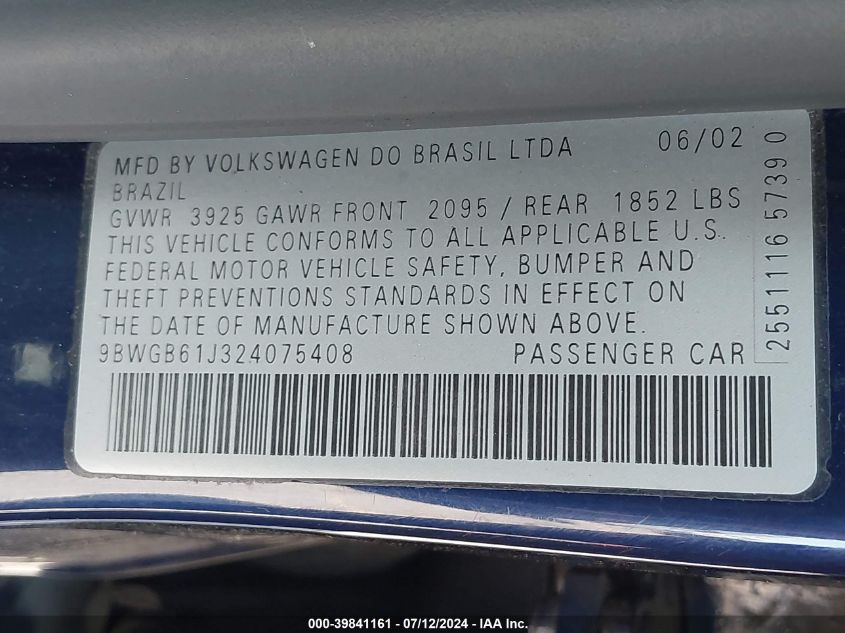 MFD BY VOLKSWAGEN DO BRASIL LTDA 06/02
BRAZIL
GVWR 3925 GAWR FRONT 2095 / REAR 1852 LBS
THIS VEHICLE CONFORMS TO ALL APPLICABLE U.S.
FEDERAL MOTOR VEHICLE SAFETY, BUMPER AND
THEFT PREVENTIONS STANDARDS IN EFFECT ON
THE DATE OF MANUFACTURE SHOWN ABOVE.
9BWGB61J324075408 PASSENGER CAR
2551116 5739 0
000-39841161 - 07/12/2024 - IAA Inc.